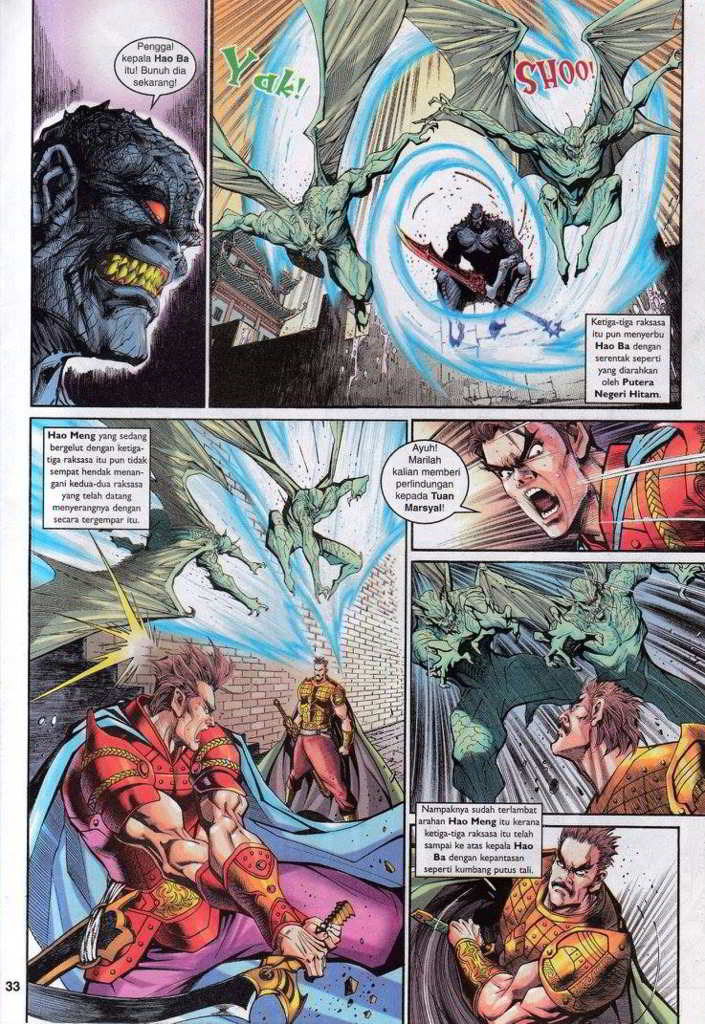 Penggal
kepala Hao Ba
itu! Bunuh dia
sekarang!
Yak!
SHOO!
Ketiga-tiga raksasa
itu pun menyerbu
Hao Ba dengan
serentak seperti
yang diarahkan
oleh Putera
Negeri Hitam.
Hao Meng yang sedang
bergelut dengan ketiga-
tiga raksasa itu pun tidak
sempat hendak menan-
gani kedua-dua raksasa
yang telah datang
menyerangnya dengan
secara tergempar itu.
Ayuh!
Marilah
kalian memberi
perlindungan
kepada Tuan
Marsyal!
Nampaknya sudah terlambat
arahan Hao Meng itu kerana
ketiga-tiga raksasa itu telah
sampai ke atas kepala Hao
Ba dengan kepantasan
seperti kumbang putus tali.
33